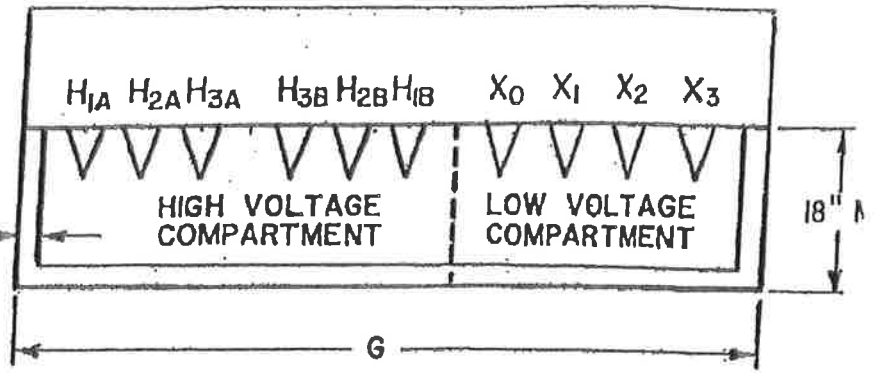 H1A H2A H3A H3B H2B H1B X0 X1 X2 X3
HIGH VOLTAGE
COMPARTMENT
LOW VOLTAGE
COMPARTMENT
18"
G